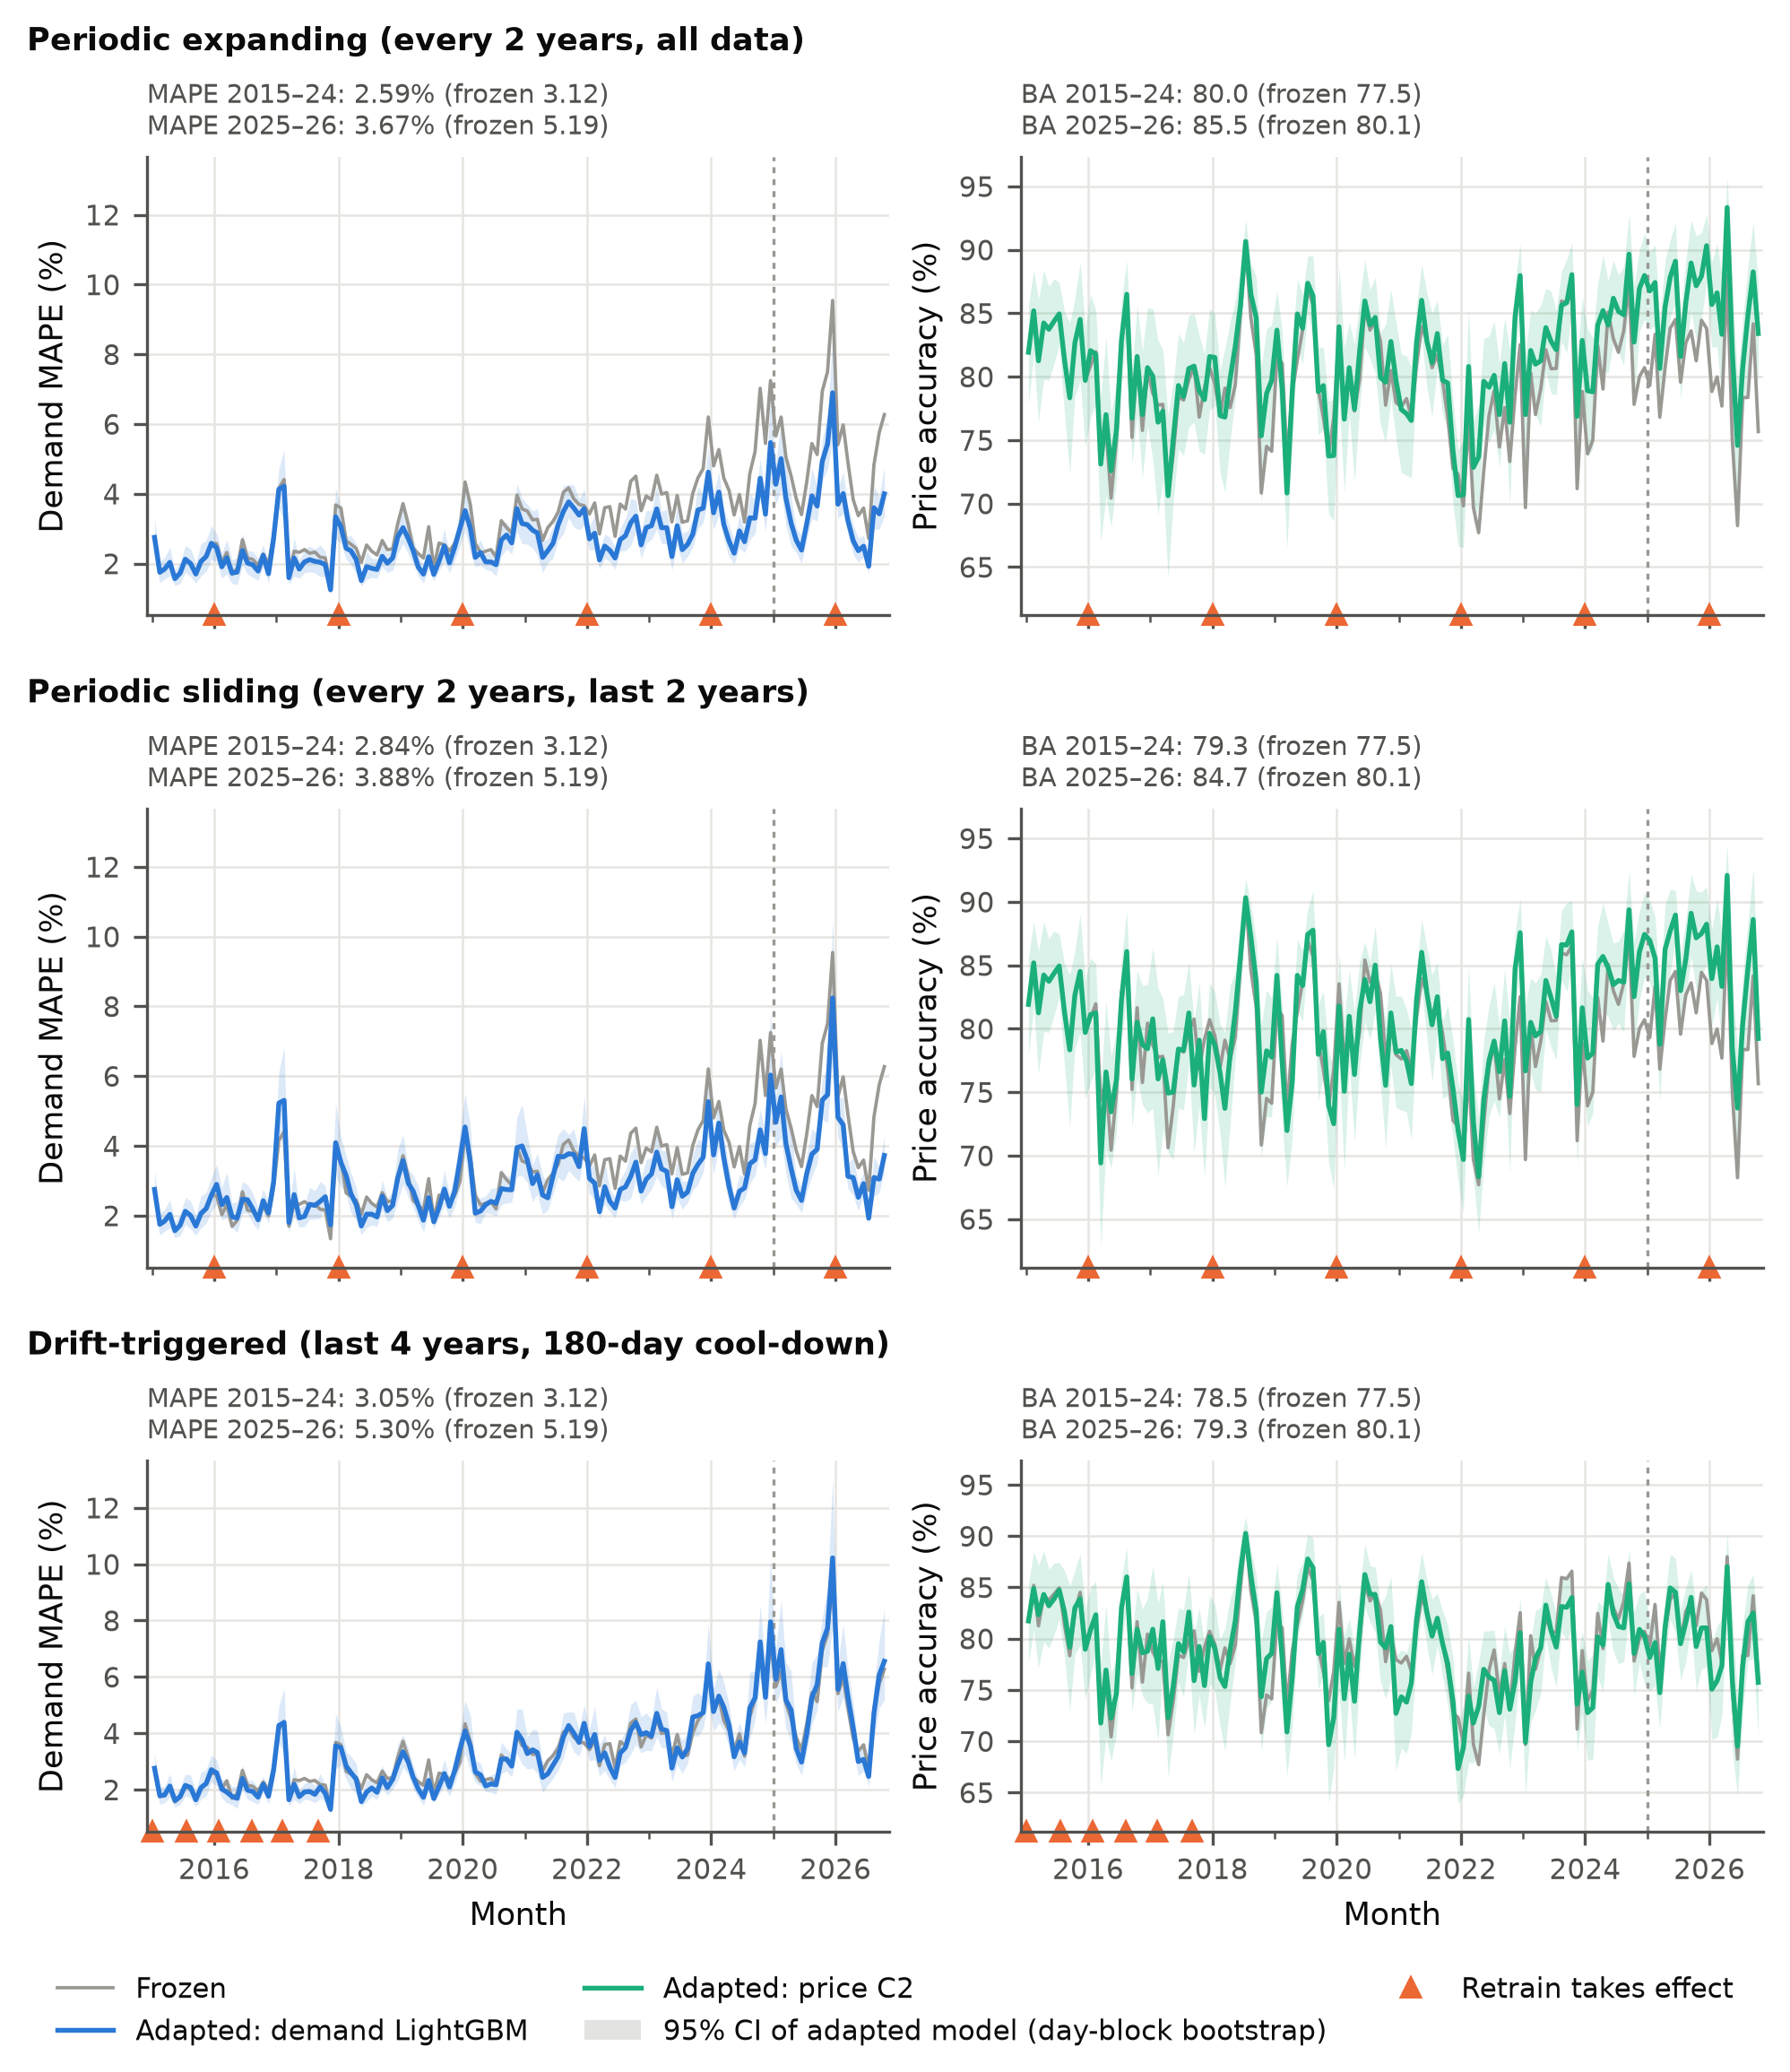 Periodic expanding (every 2 years, all data)
MAPE 2015–24: 2.59% (frozen 3.12)
MAPE 2025–26: 3.67% (frozen 5.19)
BA 2015–24: 80.0 (frozen 77.5)
BA 2025–26: 85.5 (frozen 80.1)
Demand MAPE (%)
12
10
8
6
4
2
Price accuracy (%)
95
90
85
80
75
70
65
Periodic sliding (every 2 years, last 2 years)
MAPE 2015–24: 2.84% (frozen 3.12)
MAPE 2025–26: 3.88% (frozen 5.19)
BA 2015–24: 79.3 (frozen 77.5)
BA 2025–26: 84.7 (frozen 80.1)
Demand MAPE (%)
12
10
8
6
4
2
Price accuracy (%)
95
90
85
80
75
70
65
Drift-triggered (last 4 years, 180-day cool-down)
MAPE 2015–24: 3.05% (frozen 3.12)
MAPE 2025–26: 5.30% (frozen 5.19)
BA 2015–24: 78.5 (frozen 77.5)
BA 2025–26: 79.3 (frozen 80.1)
Demand MAPE (%)
12
10
8
6
4
2
2016 2018 2020 2022 2024 2026
Month
Price accuracy (%)
95
90
85
80
75
70
65
2016 2018 2020 2022 2024 2026
Month
Frozen
Adapted: demand LightGBM
Adapted: price C2
95% CI of adapted model (day-block bootstrap)
Retrain takes effect